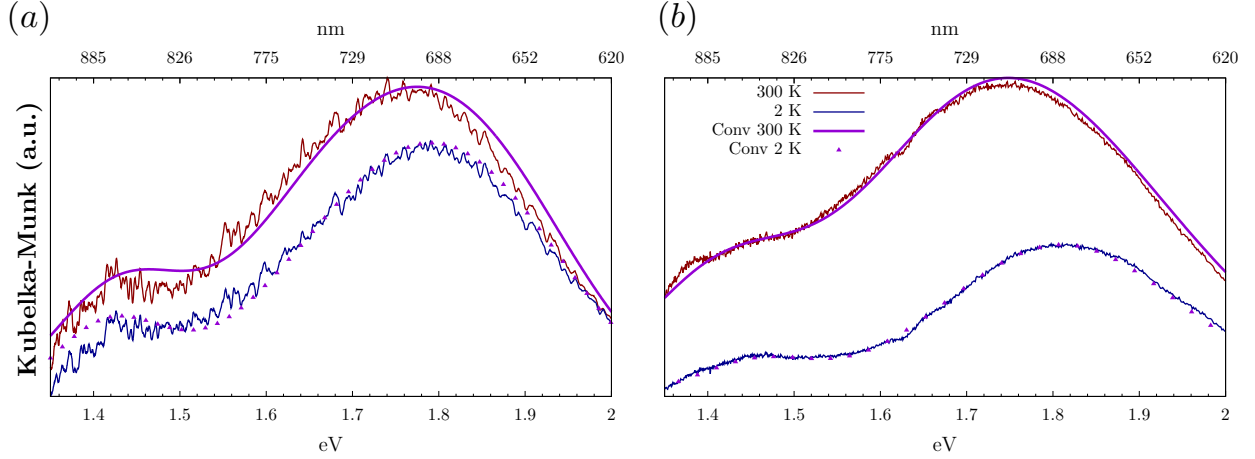 (a)
nm
885 826 775 729 688 652 620
Kubelka-Munk (a.u.)
1.4 1.5 1.6 1.7 1.8 1.9 2
eV
(b)
nm
885 826 775 729 688 652 620
300 K
2 K
Conv 300 K
Conv 2 K
1.4 1.5 1.6 1.7 1.8 1.9 2
eV